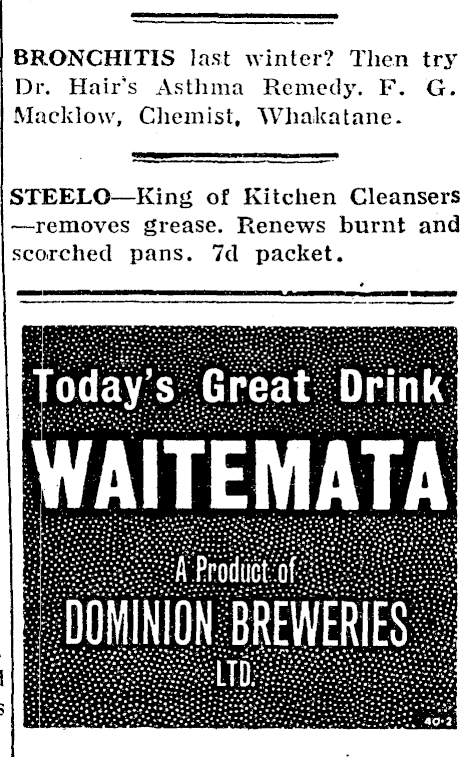 BRONCHITIS last winter? Then try
Dr. Hair's Asthma Remedy. F. G.
Macklow, Chemist, Whakatane.
STEELO—King of Kitchen Cleansers
—removes grease. Renews burnt and
scorched pans. 7d packet.
Today's Great Drink
WAITEMATA
A Product of
DOMINION BREWERIES
LTD.
40·2